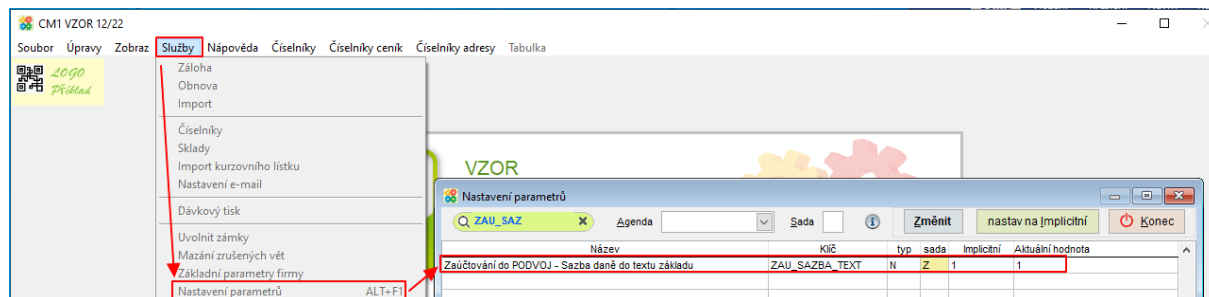 CM1 VZOR 12/22
Soubor Úpravy Zobraz Služby Nápověda Číselníky Číselníky ceník Číselníky adresy Tabulka
LOGO
Příklad
Záloha
Obnova
Import
Číselníky
Sklady
Import kurzovního lístku
Nastavení e-mail
Dávkový tisk
Uvolnit zámky
Mazání zrušených vět
Základní parametry firmy
Nastavení parametrů ALT+F1
VZOR
Nastavení parametrů
ZAU_SAZ Agenda Sada Změnit nastav na Implicitní Konec
Název Klíč typ sada Implicitní Aktuální hodnota
Zaúčtování do PODVOJ - Sazba daně do textu základu ZAU_SAZBA_TEXT N Z 1 1